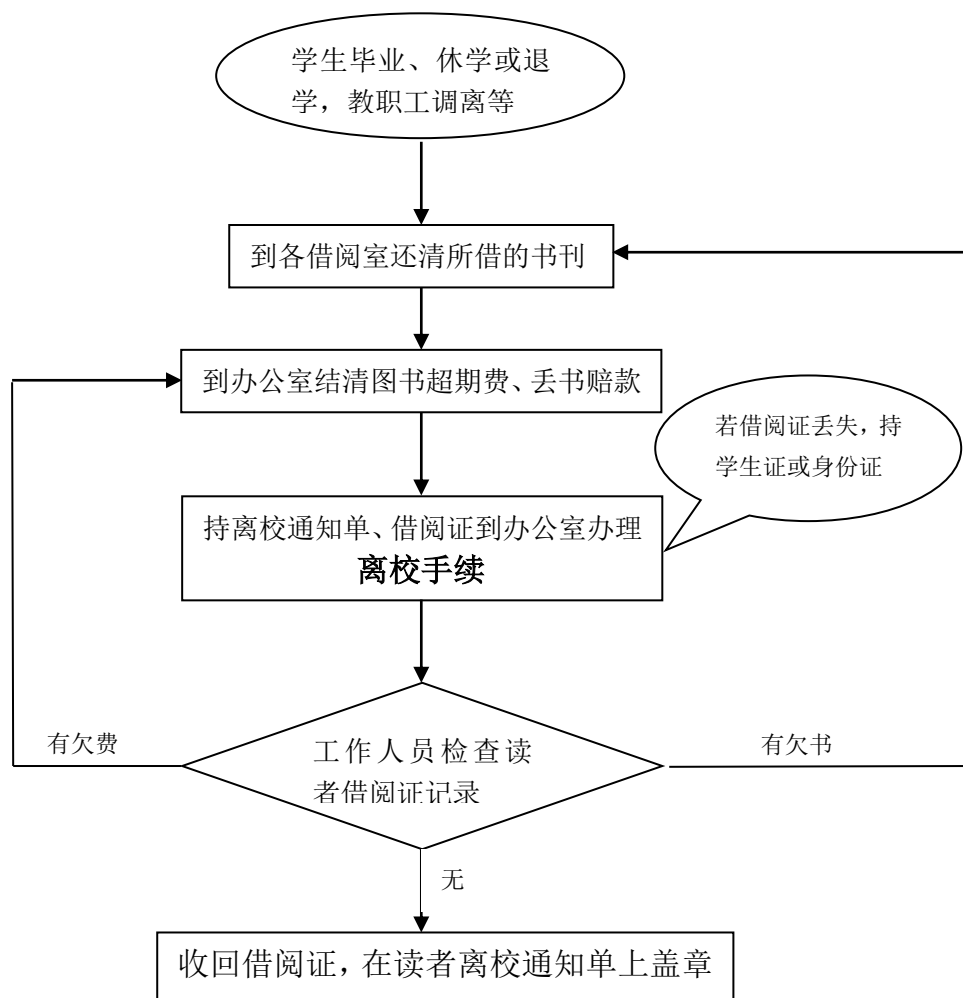 学生毕业、休学或退
学，教职工调离等
到各借阅室还清所借的书刊
到办公室结清图书超期费、丢书赔款
若借阅证丢失，持
学生证或身份证
持离校通知单、借阅证到办公室办理
离校手续
有欠费
工作人员检查读
者借阅证记录
有欠书
无
收回借阅证，在读者离校通知单上盖章